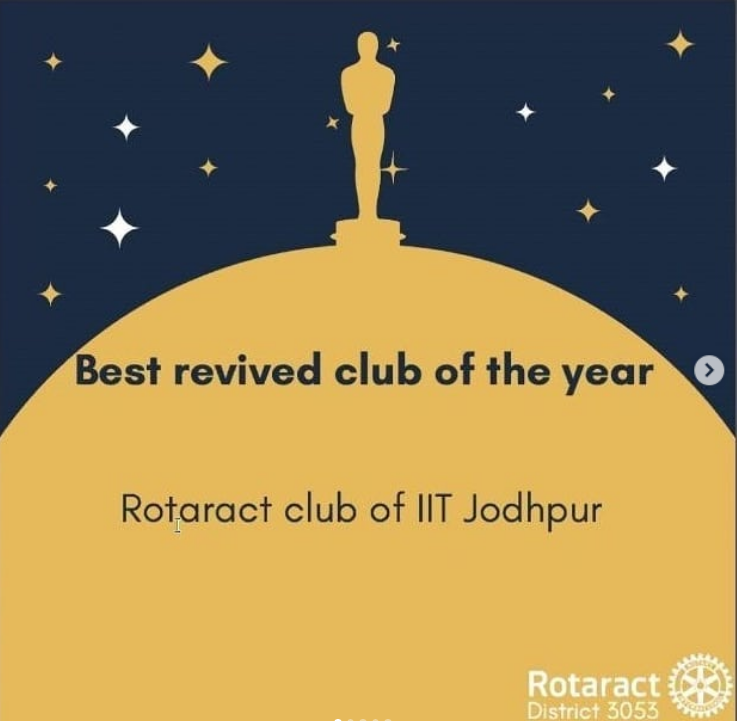 Best revived club of the year
Rotaract club of IIT Jodhpur
Rotaract
District 3053